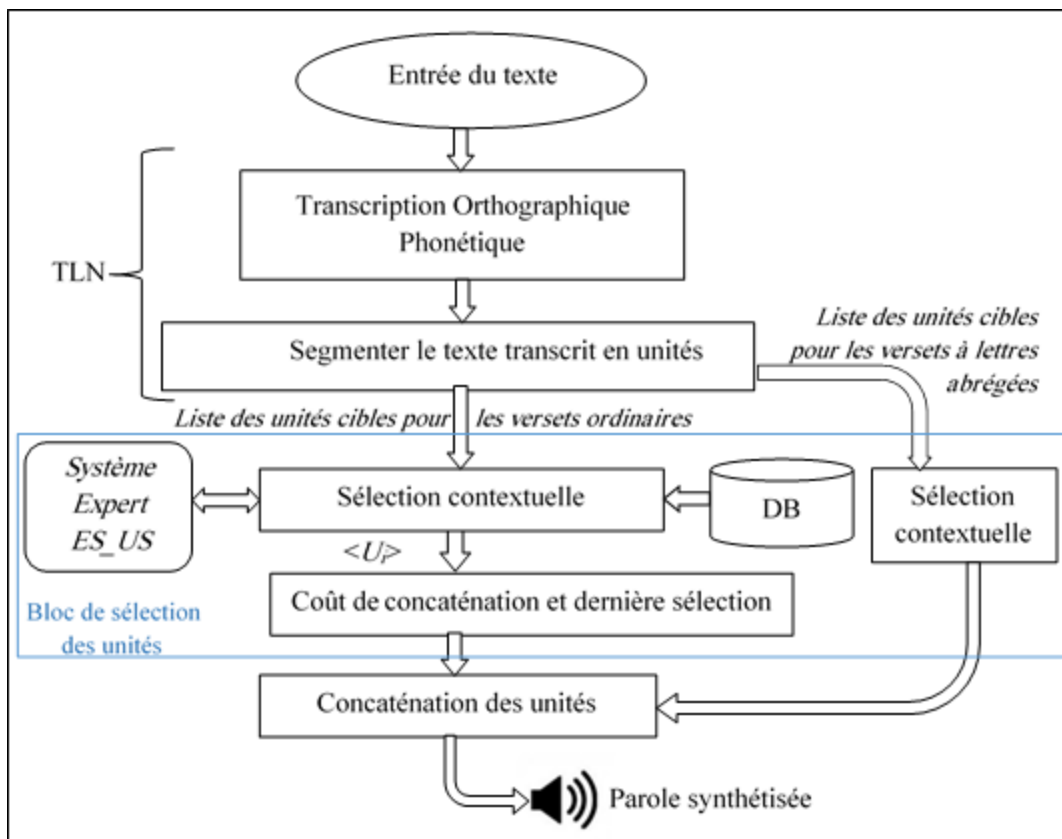 Entrée du texte
Transcription Orthographique
Phonétique
TLN
Segmenter le texte transcrit en unités
Liste des unités cibles
pour les versets à lettres
abrégées
Liste des unités cibles pour les versets ordinaires
Système
Expert
ES_US
Sélection contextuelle
DB
Sélection
contextuelle
<Uᵢ>
Coût de concaténation et dernière sélection
Bloc de sélection
des unités
Concaténation des unités
Parole synthétisée